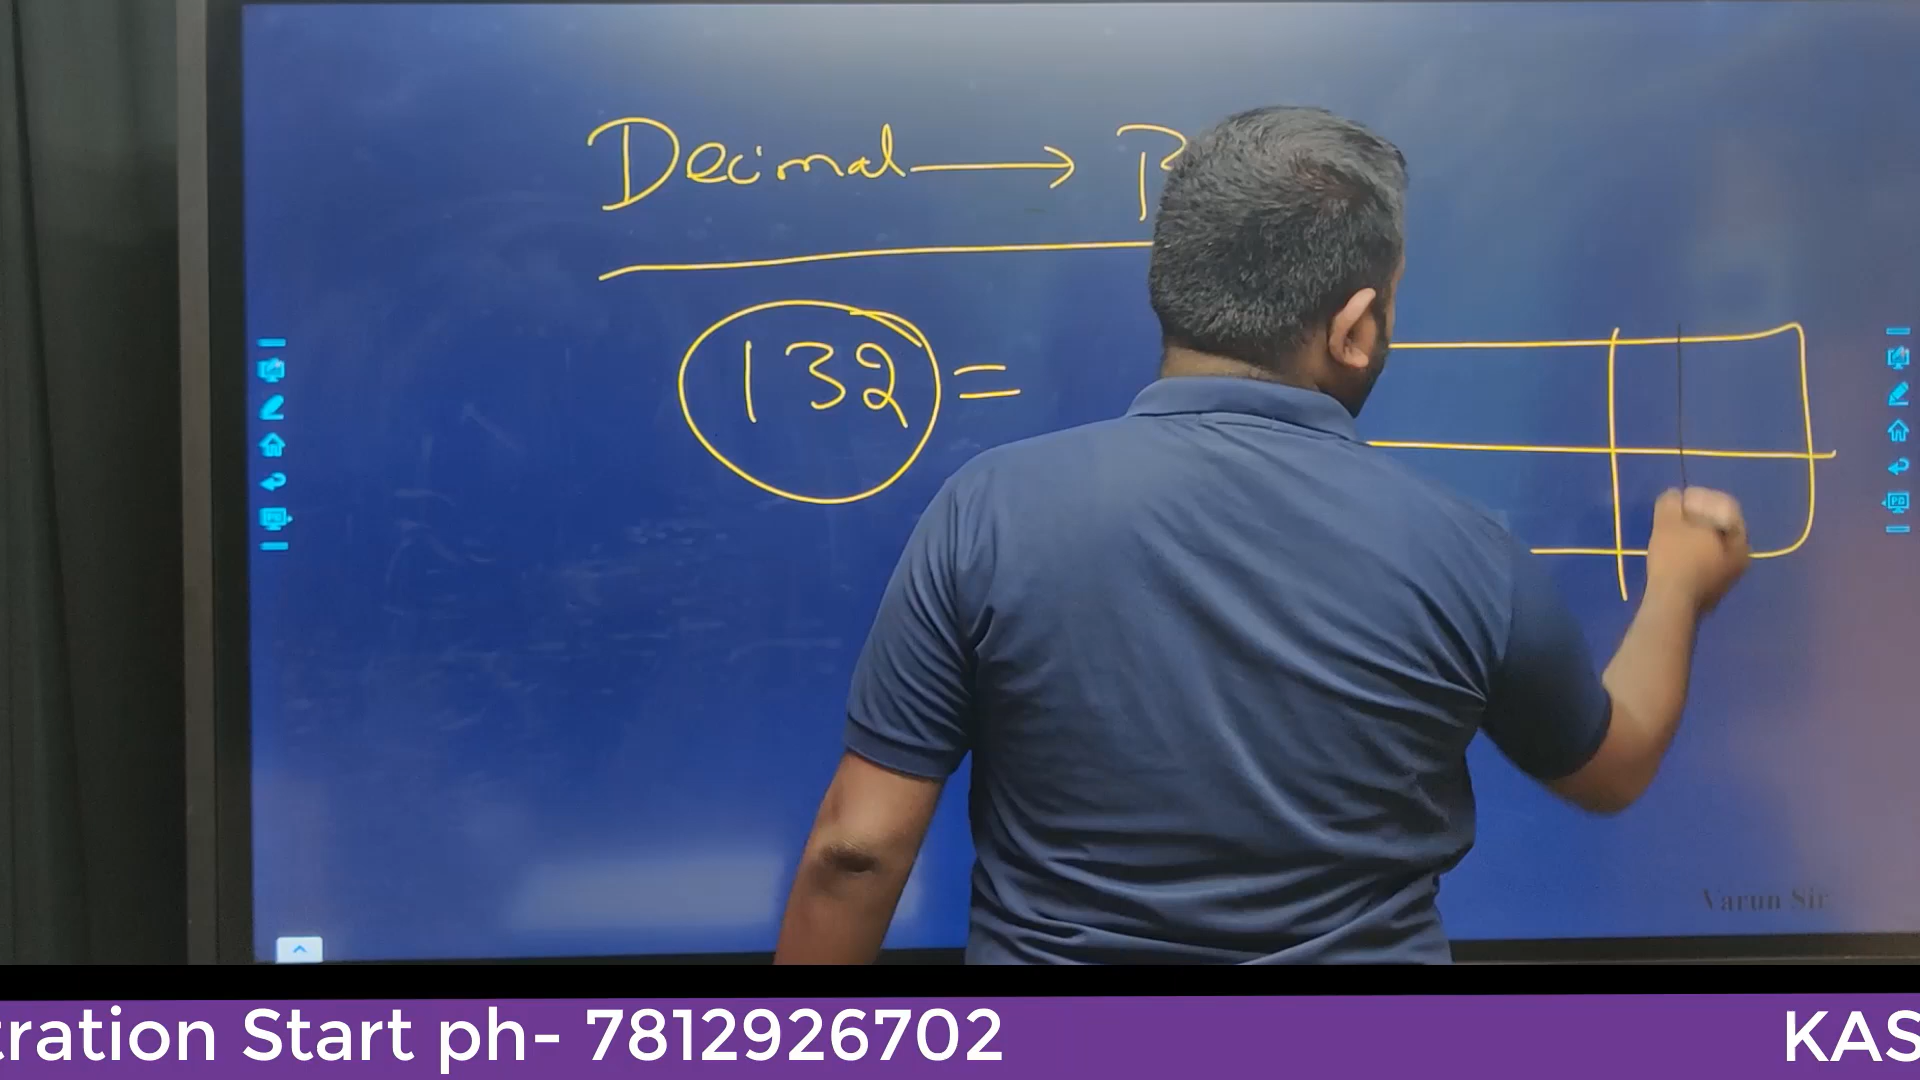 Decimal → B
132 =
Varun Sir
tration Start ph- 7812926702
KAS